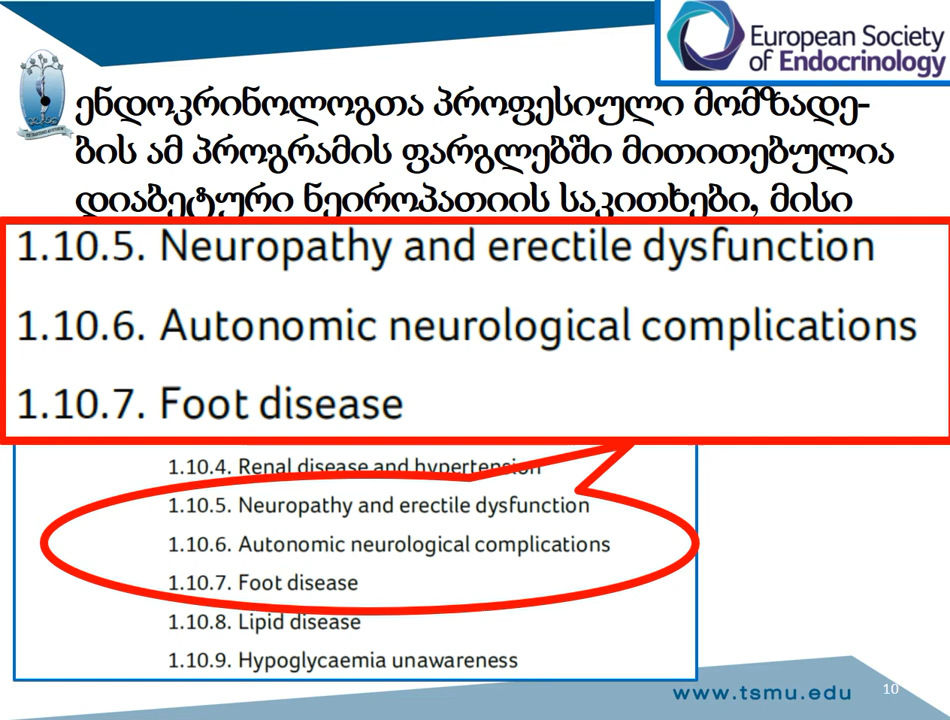 European Society
of Endocrinology
ენდოკრინოლოგთა პროფესიული მომზადე-
ბის ამ პროგრამის ფარგლებში მითითებულია
დიაბეტური ნეიროპათიის საკითხები, მისი
1.10.5. Neuropathy and erectile dysfunction
1.10.6. Autonomic neurological complications
1.10.7. Foot disease
1.10.4. Renal disease and hypertension
1.10.5. Neuropathy and erectile dysfunction
1.10.6. Autonomic neurological complications
1.10.7. Foot disease
1.10.8. Lipid disease
1.10.9. Hypoglycaemia unawareness
www.tsmu.edu
10